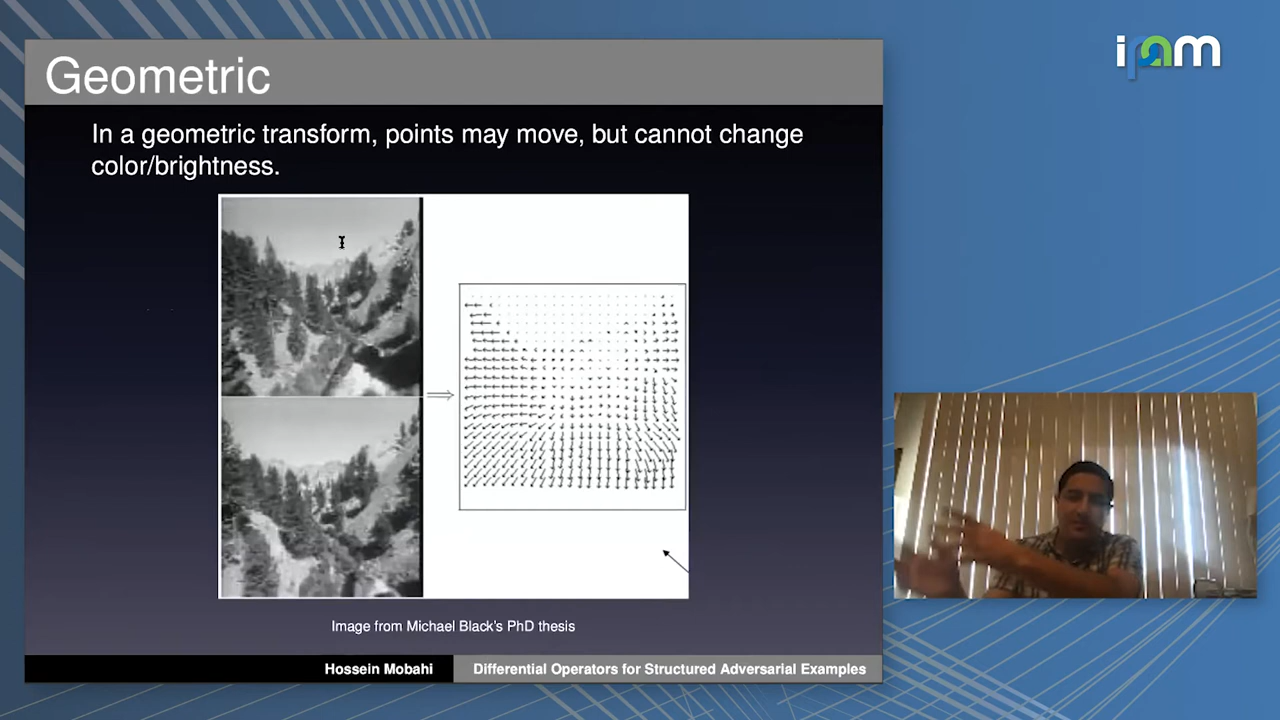 ipam
Geometric
In a geometric transform, points may move, but cannot change
color/brightness.
Image from Michael Black's PhD thesis
Hossein Mobahi
Differential Operators for Structured Adversarial Examples